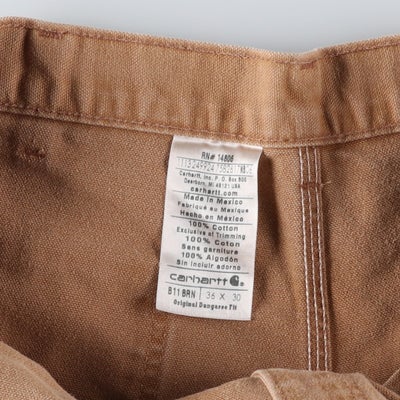 RN# 14806
Carhartt, Inc. P.O. Box 600
Dearborn, MI 48121 USA
carhartt.com
Made in Mexico
Fabriqué au Mexique
Hecho en México
100% Cotton
Exclusive of Trimming
100% Coton
Sans garniture
100% Algodón
Sin incluir adorno
carhartt
B11 BRN 36 X 30
Original Dungaree Fit